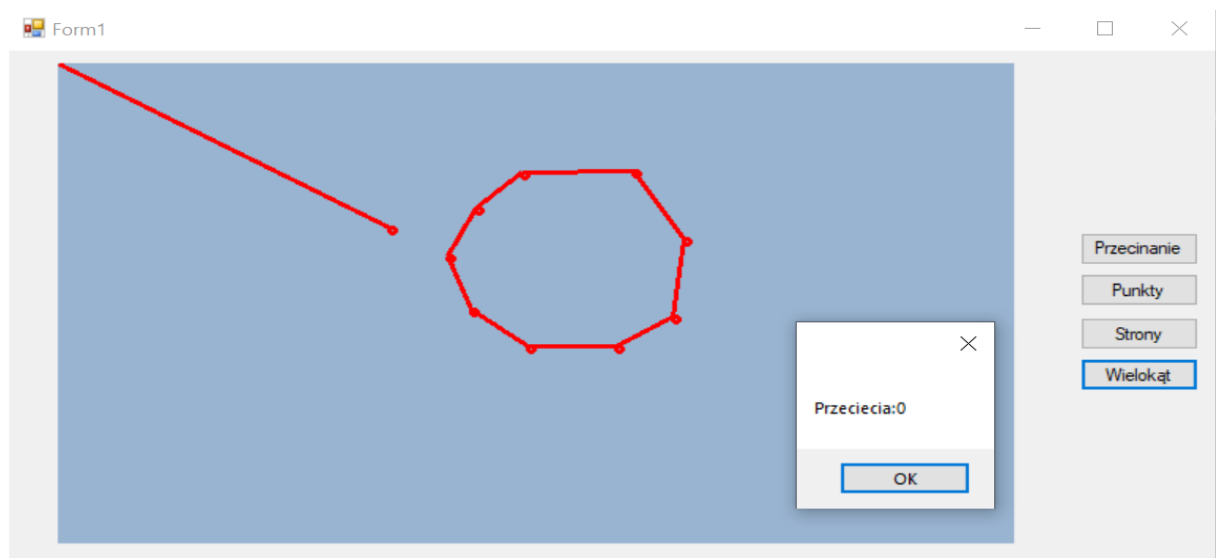 Form1
Przecinanie
Punkty
Strony
Wielokąt
Przeciecia:0
OK